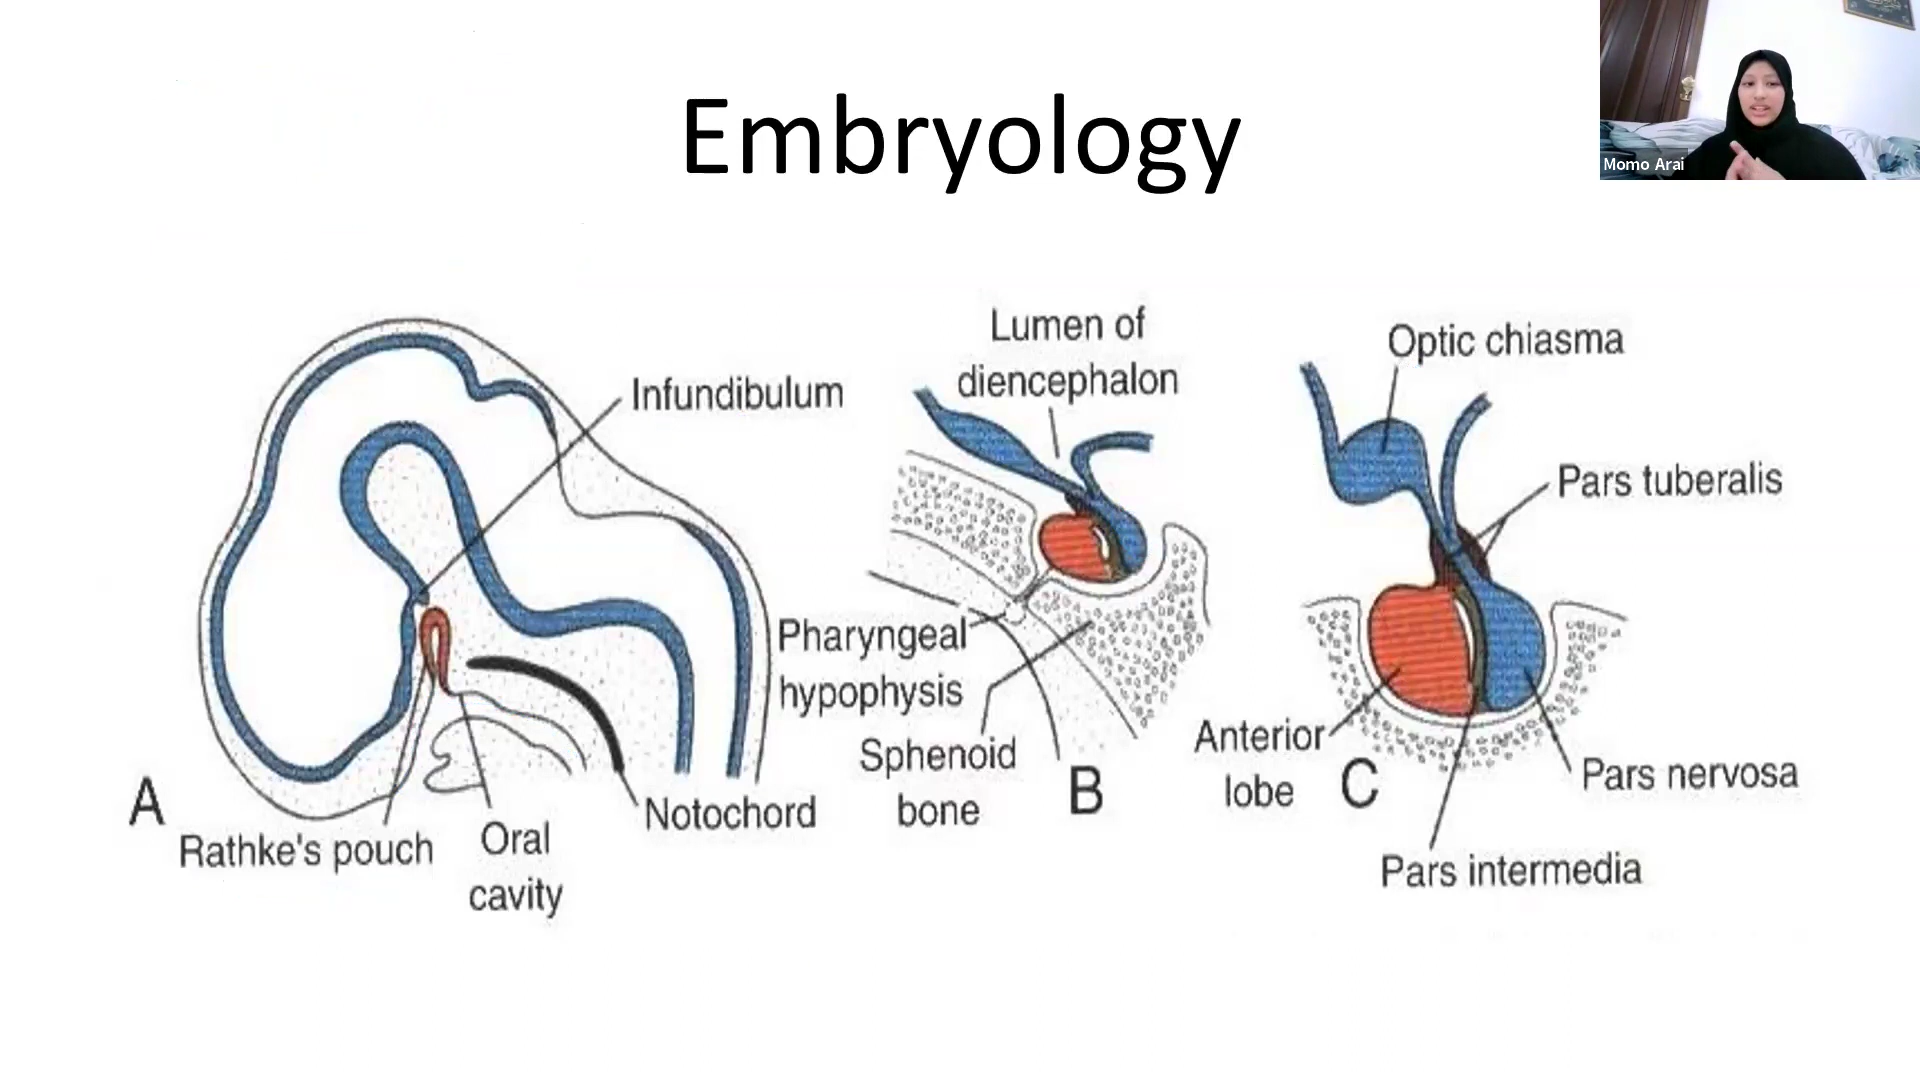 Embryology
Momo Arai
Infundibulum
Rathke's pouch
Oral
cavity
Notochord
A
Lumen of
diencephalon
Pharyngeal
hypophysis
Sphenoid
bone
B
Optic chiasma
Pars tuberalis
Anterior
lobe
C
Pars nervosa
Pars intermedia